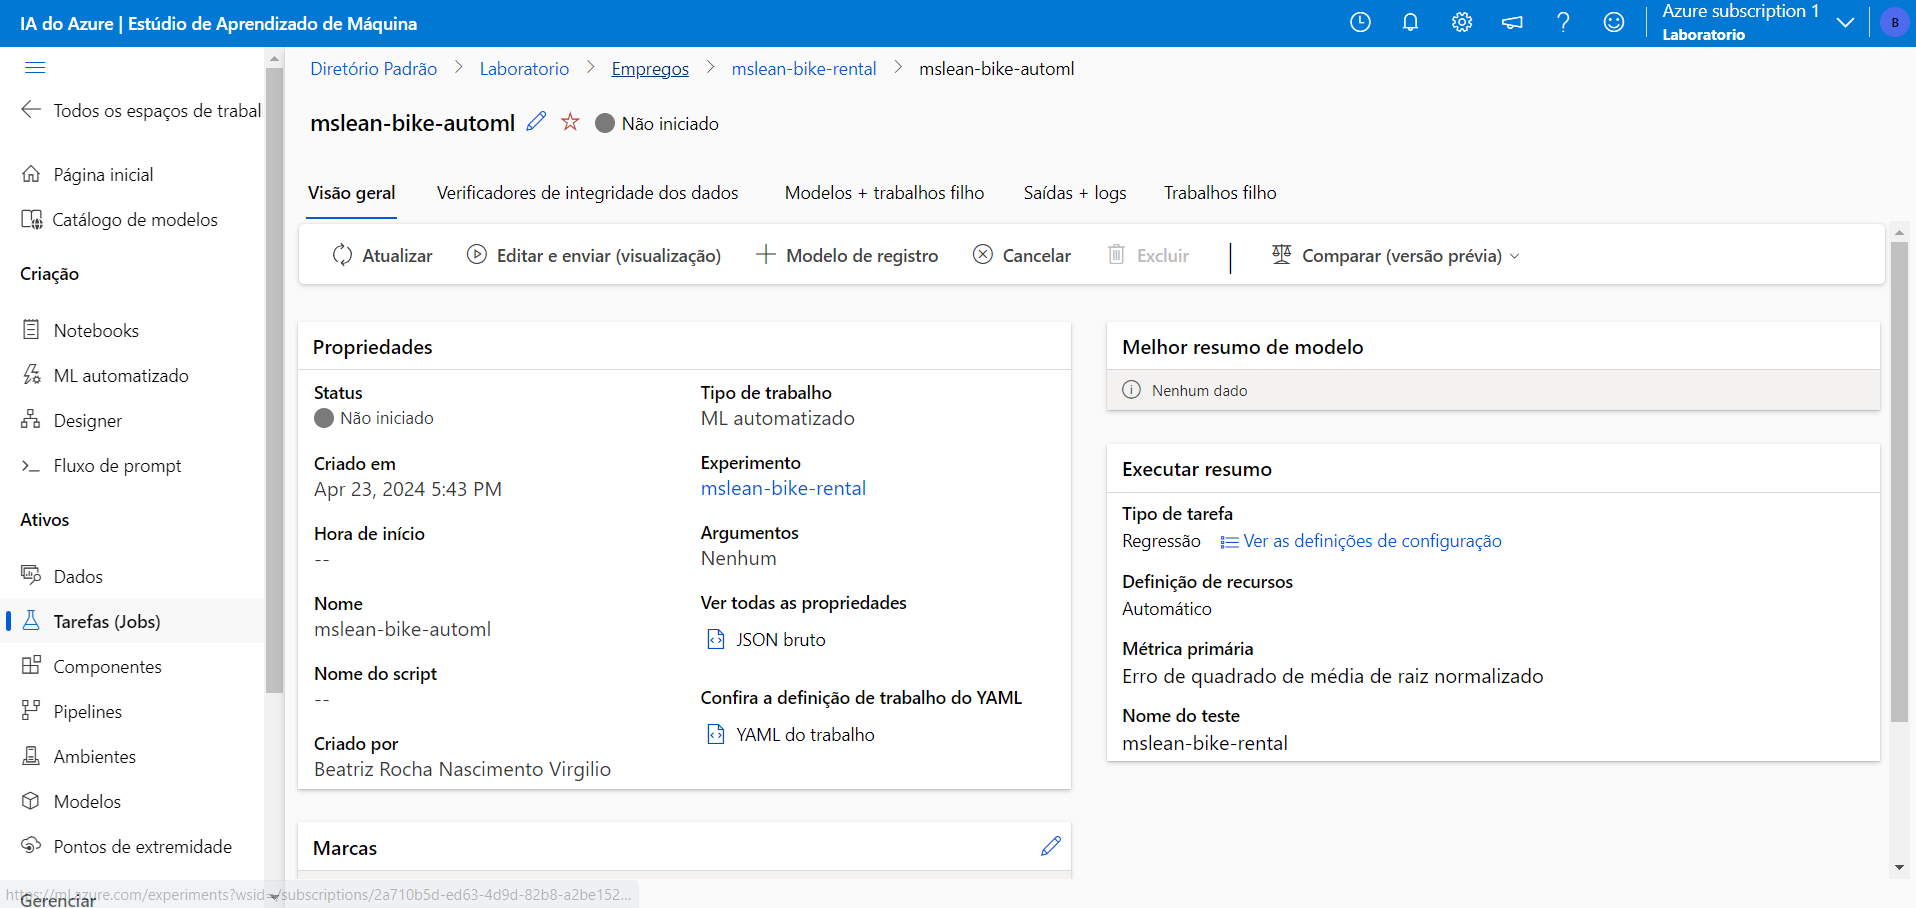 IA do Azure | Estúdio de Aprendizado de Máquina
Azure subscription 1
Laboratorio
B
Todos os espaços de trabal
Página inicial
Catálogo de modelos
Criação
Notebooks
ML automatizado
Designer
Fluxo de prompt
Ativos
Dados
Tarefas (Jobs)
Componentes
Pipelines
Ambientes
Modelos
Pontos de extremidade
Gerenciar
https://ml.azure.com/experiments?wsid=/subscriptions/2a710b5d-ed63-4d9d-82b8-a2be152...
Diretório Padrão > Laboratorio > Empregos > mslean-bike-rental > mslean-bike-automl
mslean-bike-automl Não iniciado
Visão geral Verificadores de integridade dos dados Modelos + trabalhos filho Saídas + logs Trabalhos filho
Atualizar Editar e enviar (visualização) Modelo de registro Cancelar Excluir Comparar (versão prévia)
Propriedades
Status
Não iniciado
Criado em
Apr 23, 2024 5:43 PM
Hora de início
--
Nome
mslean-bike-automl
Nome do script
--
Criado por
Beatriz Rocha Nascimento Virgilio
Tipo de trabalho
ML automatizado
Experimento
mslean-bike-rental
Argumentos
Nenhum
Ver todas as propriedades
JSON bruto
Confira a definição de trabalho do YAML
YAML do trabalho
Marcas
Melhor resumo de modelo
Nenhum dado
Executar resumo
Tipo de tarefa
Regressão Ver as definições de configuração
Definição de recursos
Automático
Métrica primária
Erro de quadrado de média de raiz normalizado
Nome do teste
mslean-bike-rental